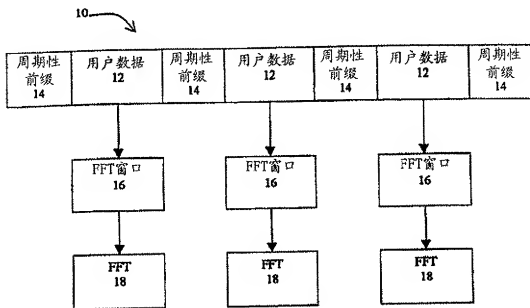 10
周期性 用户数据 周期性 用户数据 周期性 用户数据 周期性
前缀 12 前缀 12 前缀 12 前缀
14 14 14 14
FFT窗口 FFT窗口 FFT窗口
16 16 16
FFT FFT FFT
18 18 18